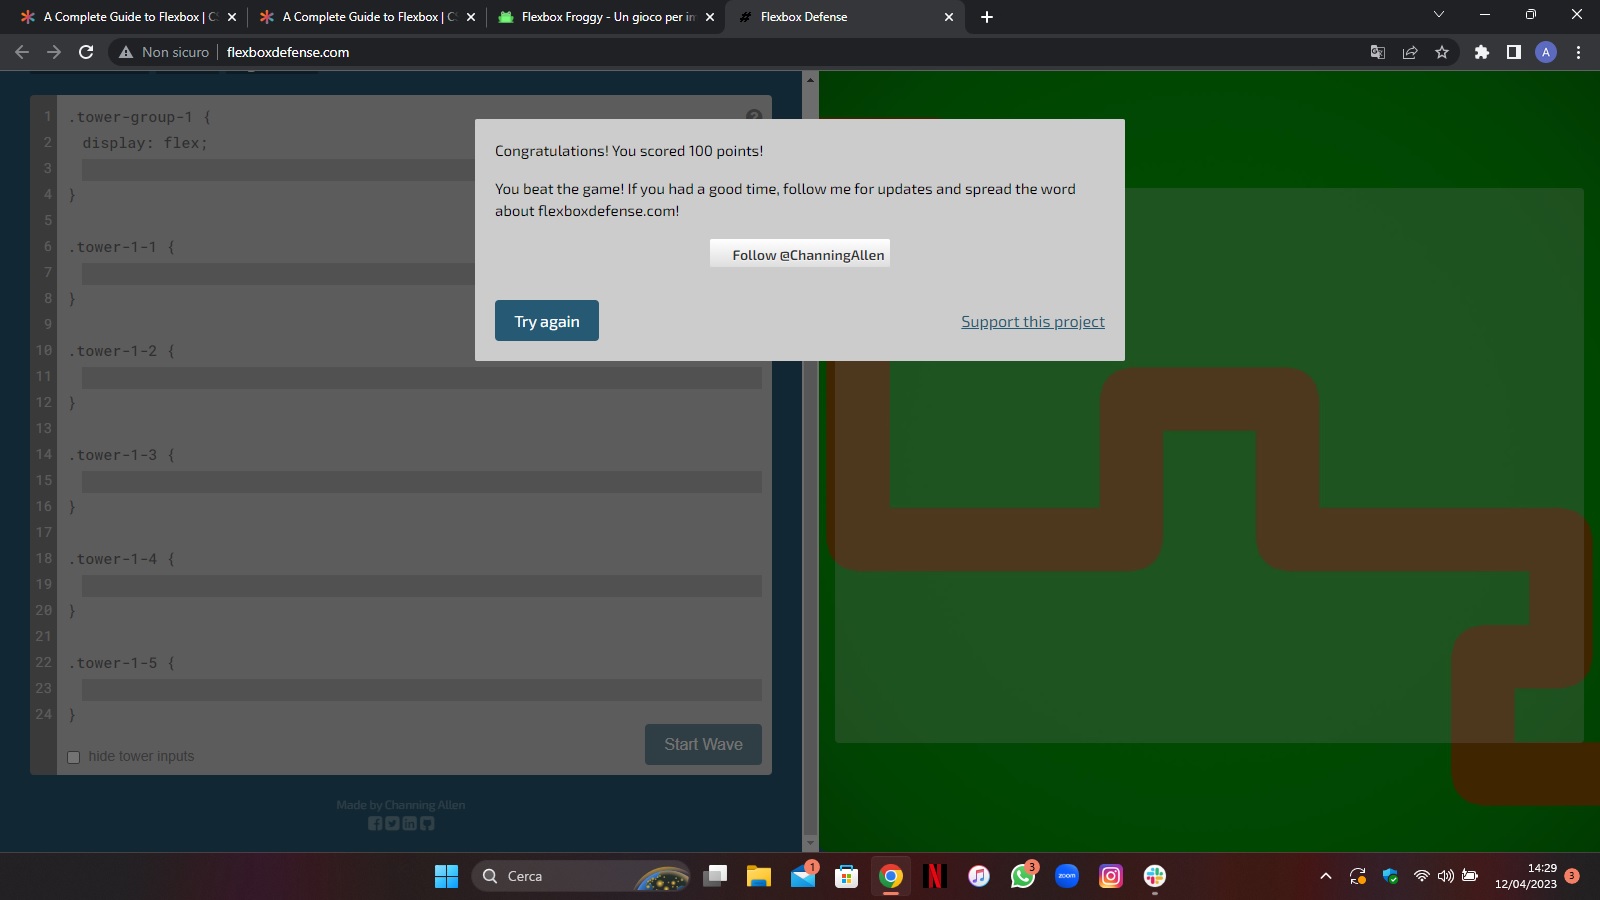 A Complete Guide to Flexbox | C
A Complete Guide to Flexbox | C
Flexbox Froggy - Un gioco per im
Flexbox Defense
Non sicuro
flexboxdefense.com
A
1 .tower-group-1 {
?
2 display: flex;
3
4 }
5
6 .tower-1-1 {
7
8 }
9
10 .tower-1-2 {
11
12 }
13
14 .tower-1-3 {
15
16 }
17
18 .tower-1-4 {
19
20 }
21
22 .tower-1-5 {
23
24 }
hide tower inputs
Start Wave
Made by Channing Allen
Congratulations! You scored 100 points!
You beat the game! If you had a good time, follow me for updates and spread the word
about flexboxdefense.com!
Follow @ChanningAllen
Try again
Support this project
Cerca
1
N
3
zoom
14:29
12/04/2023
3